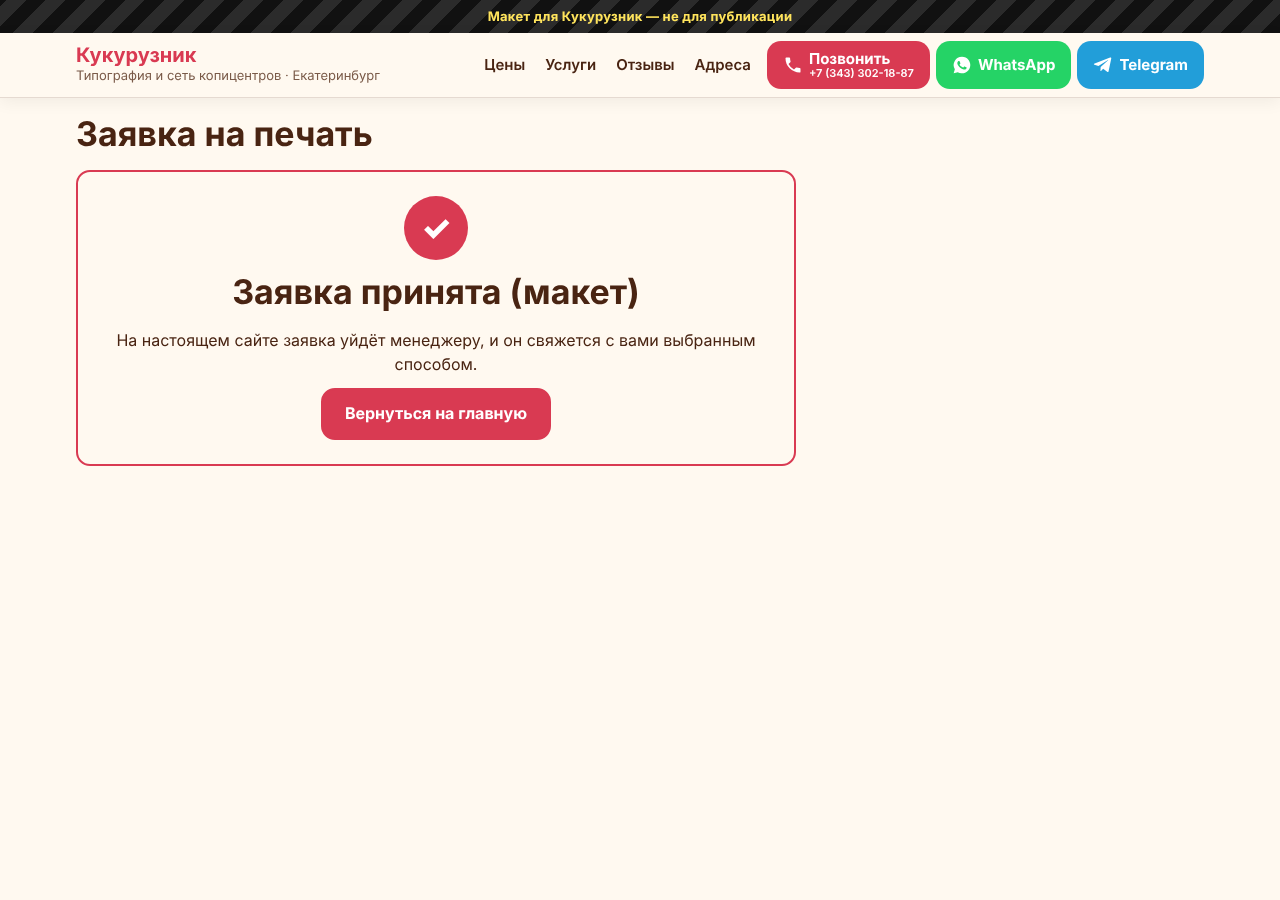 Макет для Кукурузник — не для публикации
Кукурузник
Типография и сеть копицентров · Екатеринбург
Цены
Услуги
Отзывы
Адреса
Позвонить
+7 (343) 302-18-87
WhatsApp
Telegram
Заявка на печать
Заявка принята (макет)
На настоящем сайте заявка уйдёт менеджеру, и он свяжется с вами выбранным
способом.
Вернуться на главную